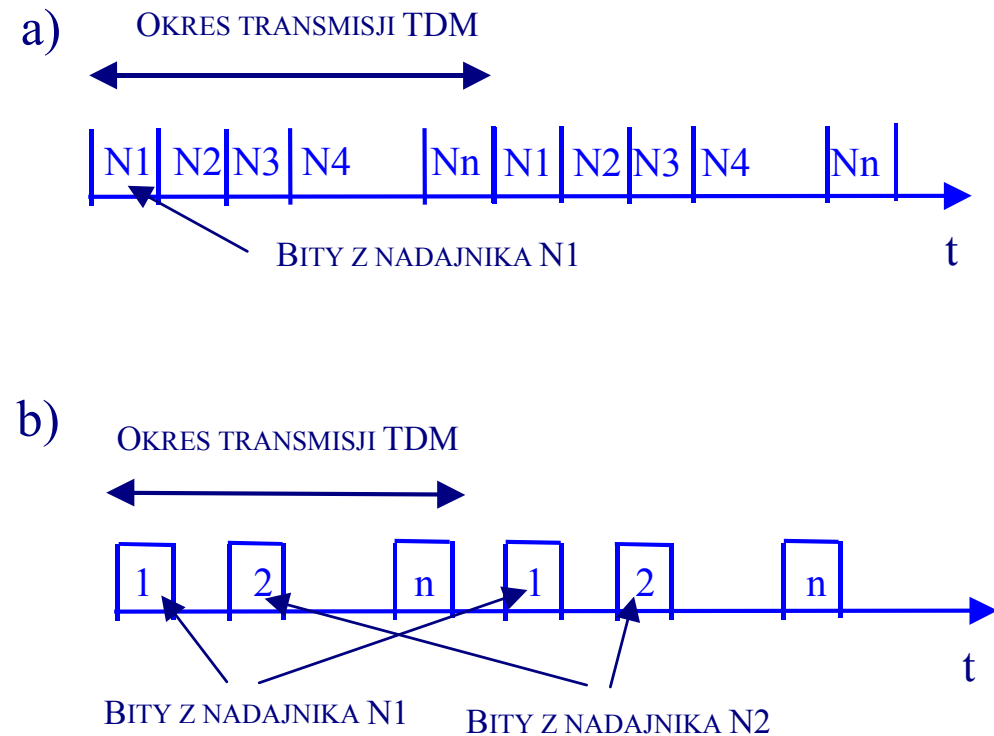 a)
OKRES TRANSMISJI TDM
N1 N2 N3 N4 Nn N1 N2 N3 N4 Nn
BITY Z NADAJNIKA N1
t
b)
OKRES TRANSMISJI TDM
1 2 n 1 2 n
t
BITY Z NADAJNIKA N1
BITY Z NADAJNIKA N2